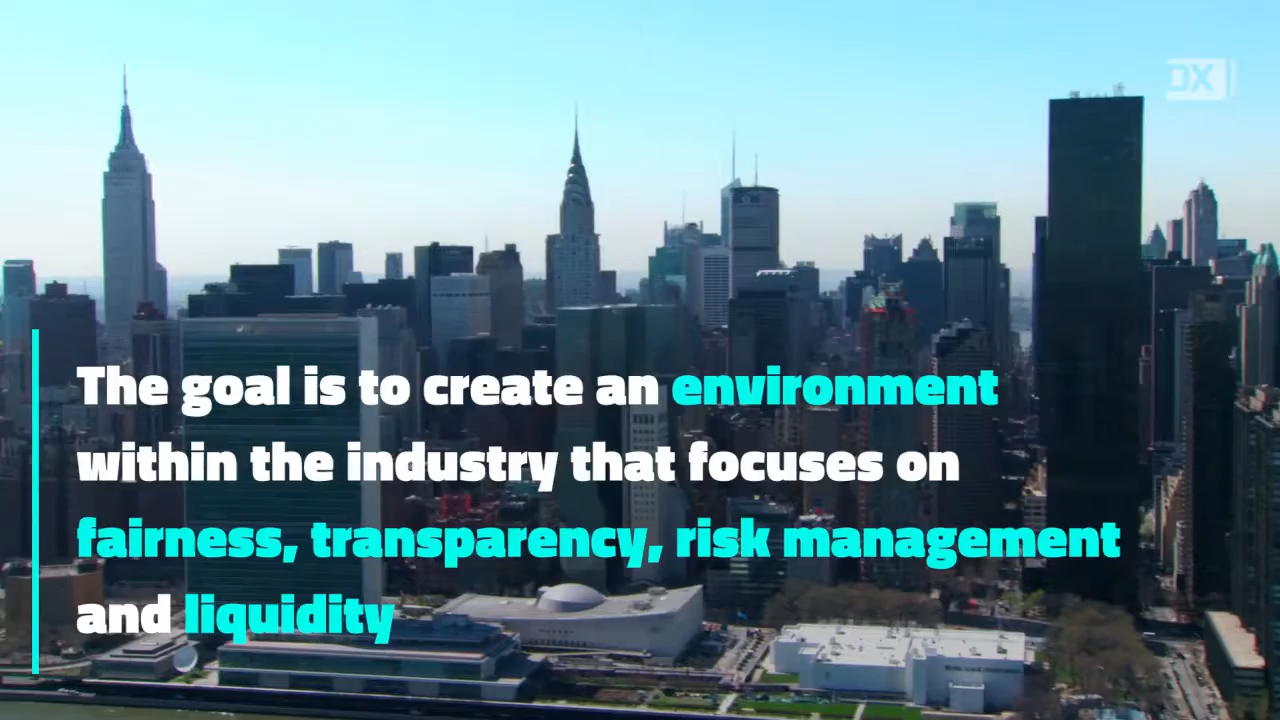 DX
The goal is to create an environment
within the industry that focuses on
fairness, transparency, risk management
and liquidity